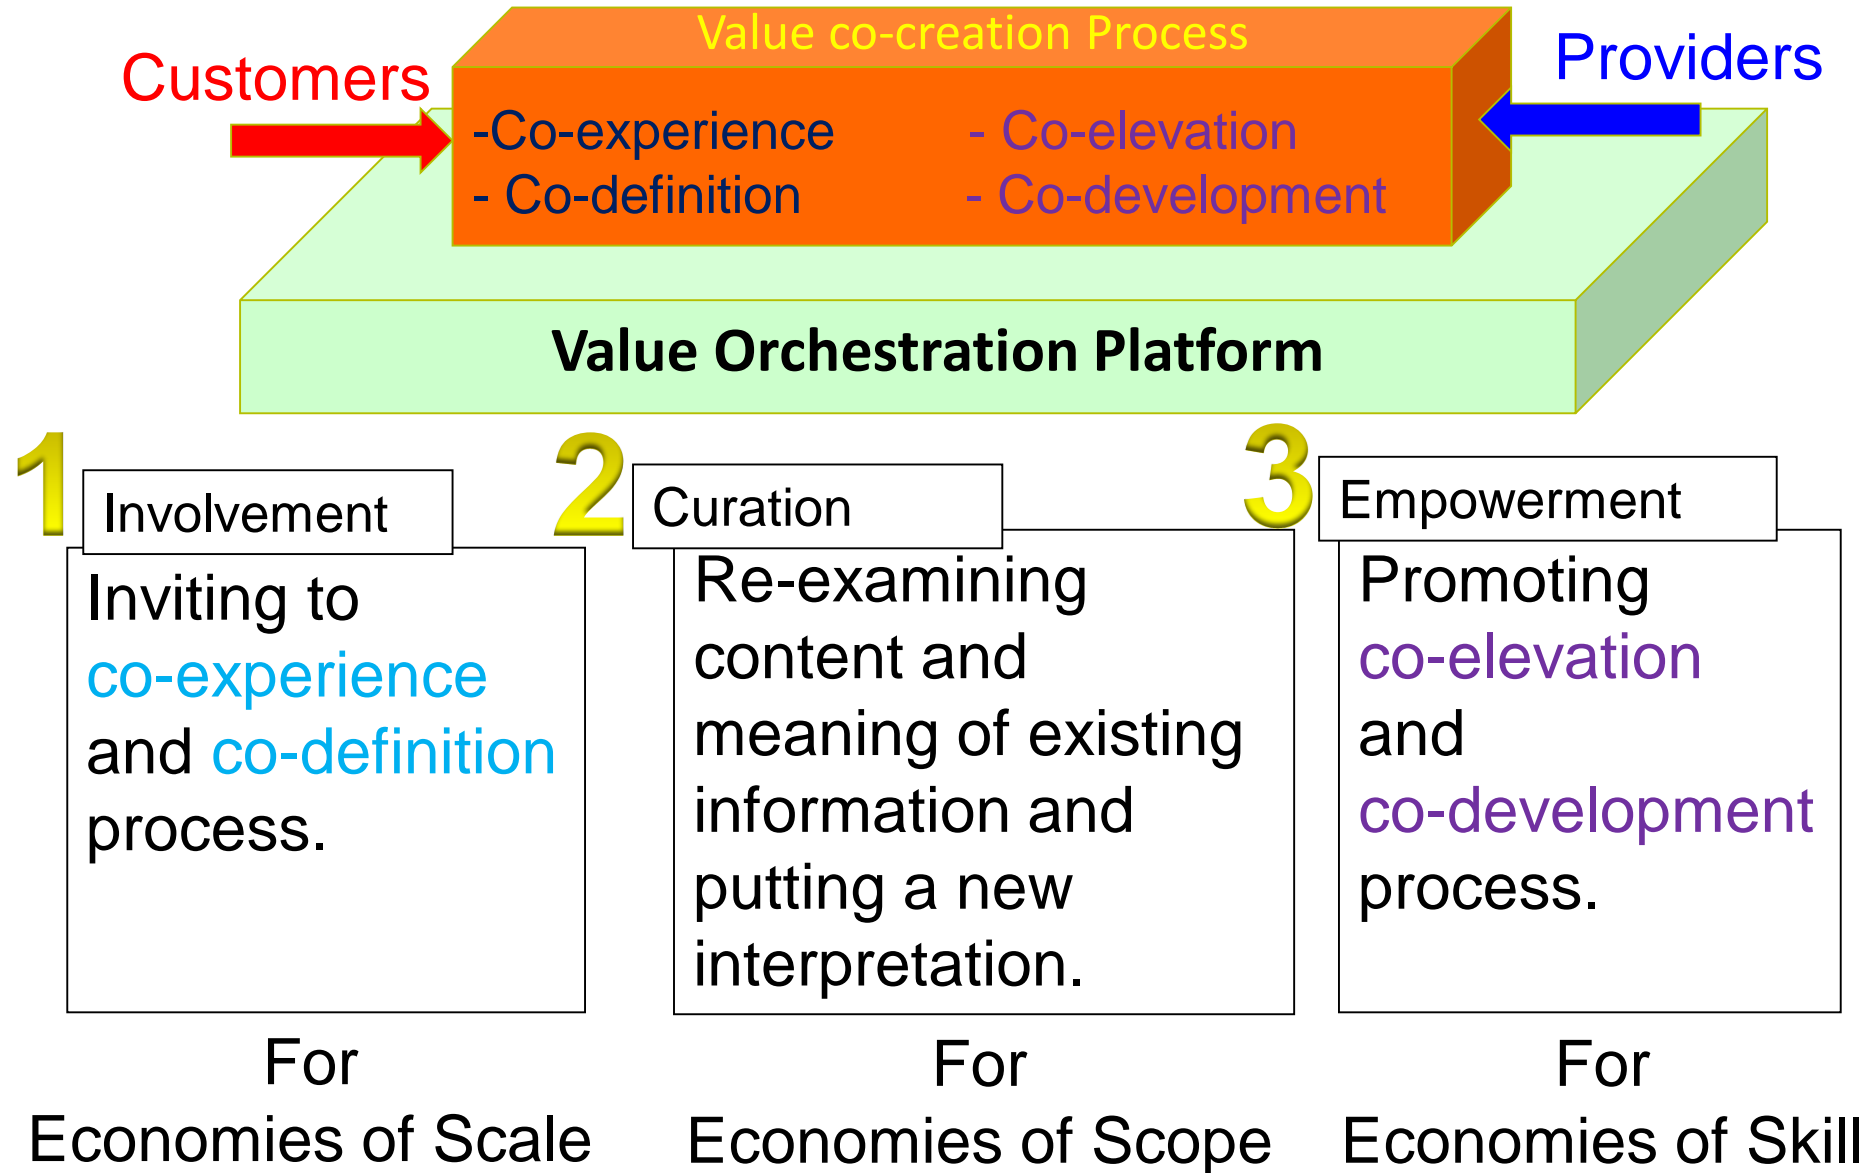 Value co-creation Process
Customers
Providers
-Co-experience
- Co-elevation
- Co-definition
- Co-development
Value Orchestration Platform
1
Involvement
Inviting to
co-experience
and co-definition
process.
For
Economies of Scale
2
Curation
Re-examining
content and
meaning of existing
information and
putting a new
interpretation.
For
Economies of Scope
3
Empowerment
Promoting
co-elevation
and
co-development
process.
For
Economies of Skill